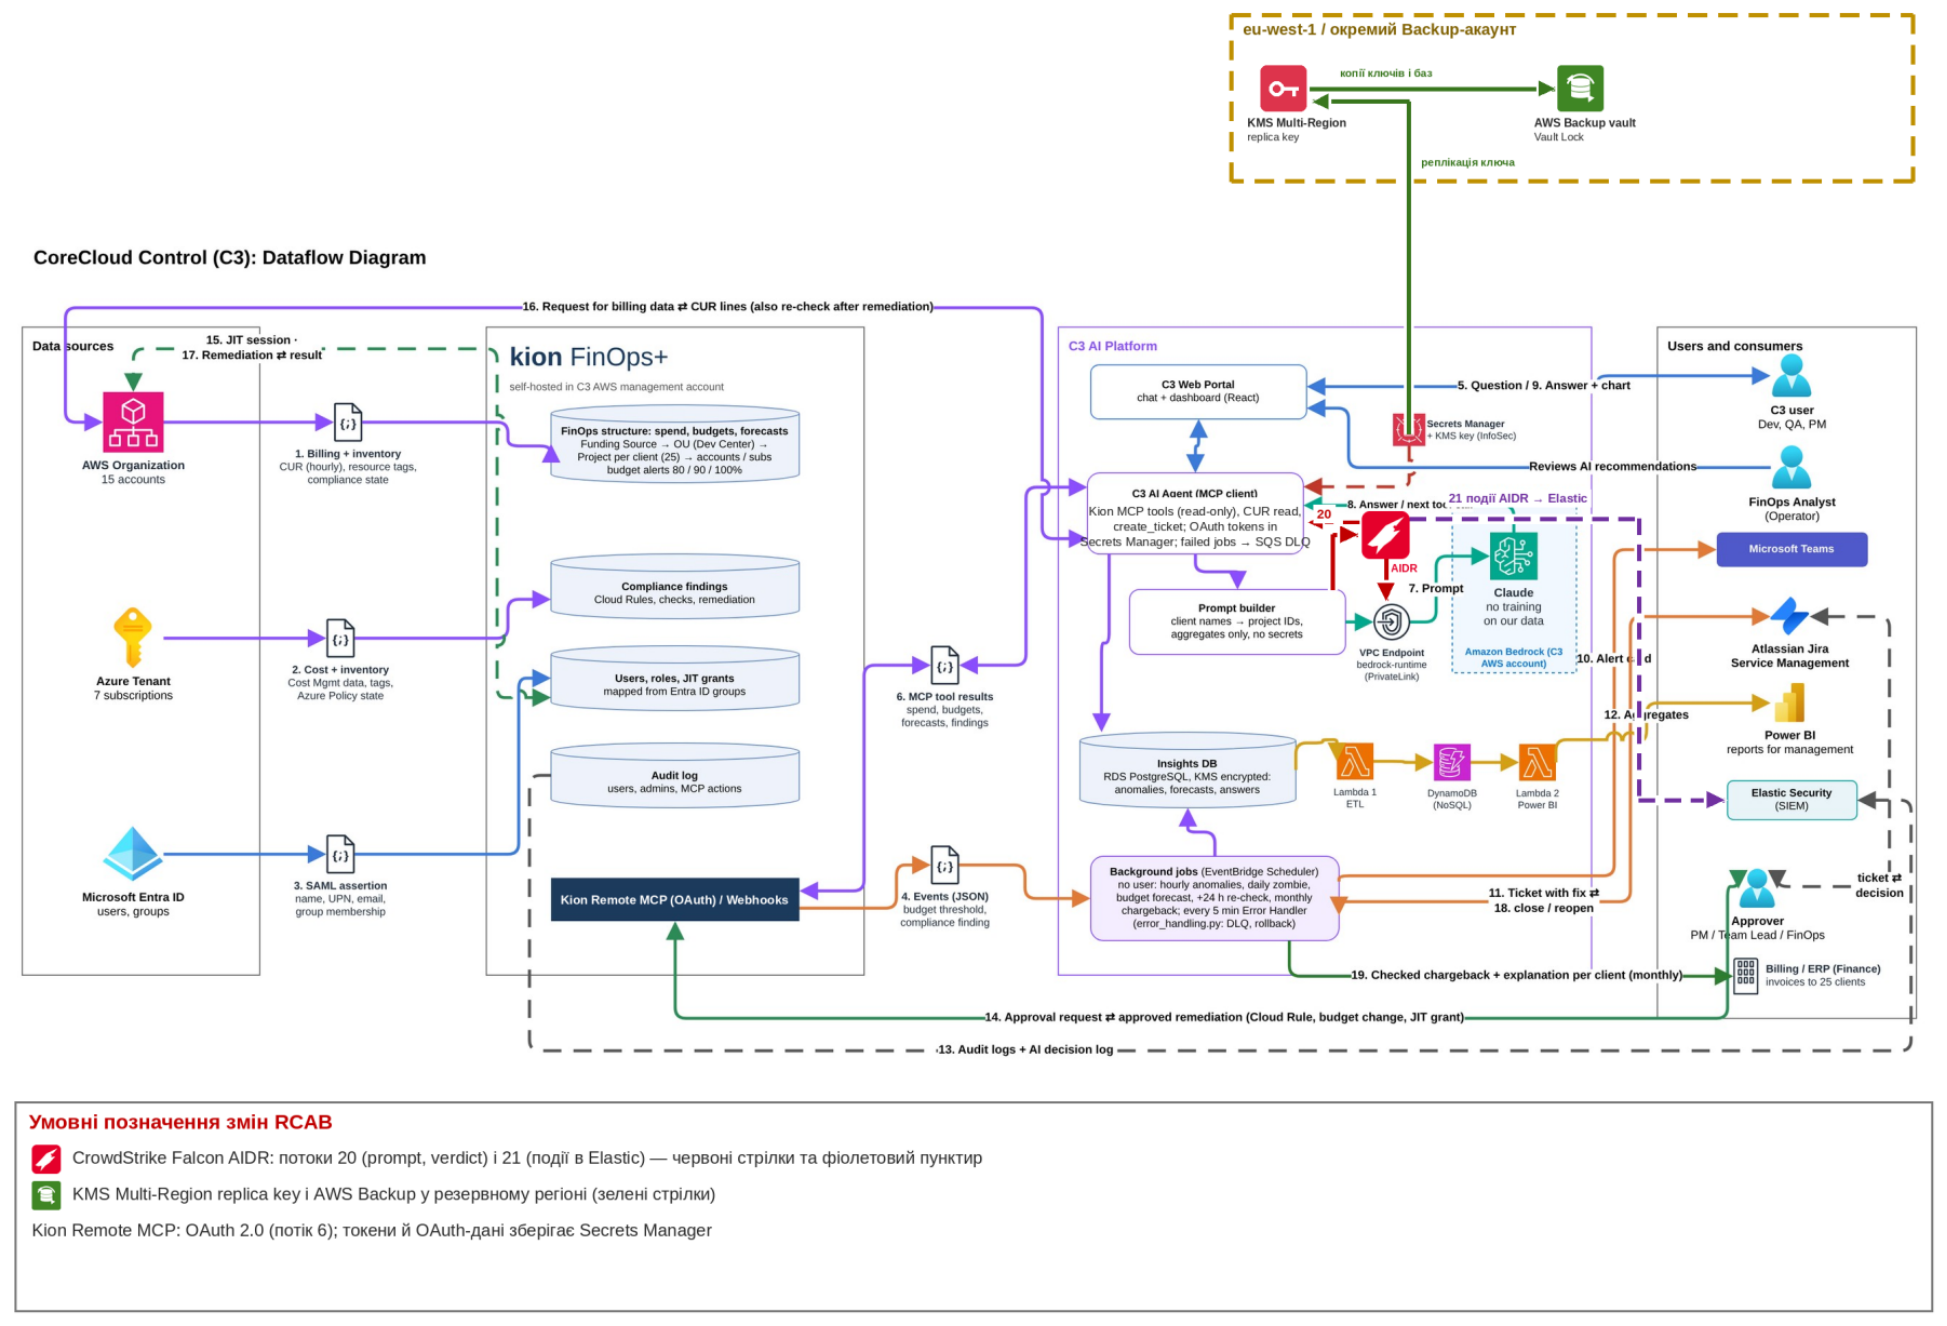 eu-west-1 / окремий Backup-акаунт
копії ключів і баз
KMS Multi-Region
replica key
AWS Backup vault
Vault Lock
реплікація ключа
CoreCloud Control (C3): Dataflow Diagram
16. Request for billing data ⇄ CUR lines (also re-check after remediation)
Data sources
15. JIT session ·
17. Remediation ⇄ result
AWS Organization
15 accounts
1. Billing + inventory
CUR (hourly), resource tags,
compliance state
Azure Tenant
7 subscriptions
2. Cost + inventory
Cost Mgmt data, tags,
Azure Policy state
Microsoft Entra ID
users, groups
3. SAML assertion
name, UPN, email,
group membership
kion FinOps+
self-hosted in C3 AWS management account
FinOps structure: spend, budgets, forecasts
Funding Source → OU (Dev Center) →
Project per client (25) → accounts / subs
budget alerts 80 / 90 / 100%
Compliance findings
Cloud Rules, checks, remediation
Users, roles, JIT grants
mapped from Entra ID groups
Audit log
users, admins, MCP actions
Kion Remote MCP (OAuth) / Webhooks
6. MCP tool results
spend, budgets,
forecasts, findings
4. Events (JSON)
budget threshold,
compliance finding
C3 AI Platform
C3 Web Portal
chat + dashboard (React)
5. Question / 9. Answer + chart
Secrets Manager
+ KMS key (InfoSec)
Reviews AI recommendations
C3 AI Agent (MCP client)
Kion MCP tools (read-only), CUR read,
create_ticket; OAuth tokens in
Secrets Manager; failed jobs → SQS DLQ
8. Answer / next
21 події AIDR → Elastic
20
AIDR
7. Prompt
Claude
no training
on our data
Amazon Bedrock (C3
AWS account)
Prompt builder
client names → project IDs,
aggregates only, no secrets
VPC Endpoint
bedrock-runtime
(PrivateLink)
10. Alert
12. Aggregates
Insights DB
RDS PostgreSQL, KMS encrypted:
anomalies, forecasts, answers
Lambda 1
ETL
DynamoDB
(NoSQL)
Lambda 2
Power BI
Background jobs (EventBridge Scheduler)
no user: hourly anomalies, daily zombie,
budget forecast, +24 h re-check, monthly
chargeback; every 5 min Error Handler
(error_handling.py: DLQ, rollback)
11. Ticket with fix ⇄
18. close / reopen
19. Checked chargeback + explanation per client (monthly)
14. Approval request ⇄ approved remediation (Cloud Rule, budget change, JIT grant)
13. Audit logs + AI decision log
Users and consumers
C3 user
Dev, QA, PM
FinOps Analyst
(Operator)
Microsoft Teams
Atlassian Jira
Service Management
Power BI
reports for management
Elastic Security
(SIEM)
ticket ⇄
decision
Approver
PM / Team Lead / FinOps
Billing / ERP (Finance)
invoices to 25 clients
Умовні позначення змін RCAB
CrowdStrike Falcon AIDR: потоки 20 (prompt, verdict) і 21 (події в Elastic) — червоні стрілки та фіолетовий пунктир
KMS Multi-Region replica key і AWS Backup у резервному регіоні (зелені стрілки)
Kion Remote MCP: OAuth 2.0 (потік 6); токени й OAuth-дані зберігає Secrets Manager